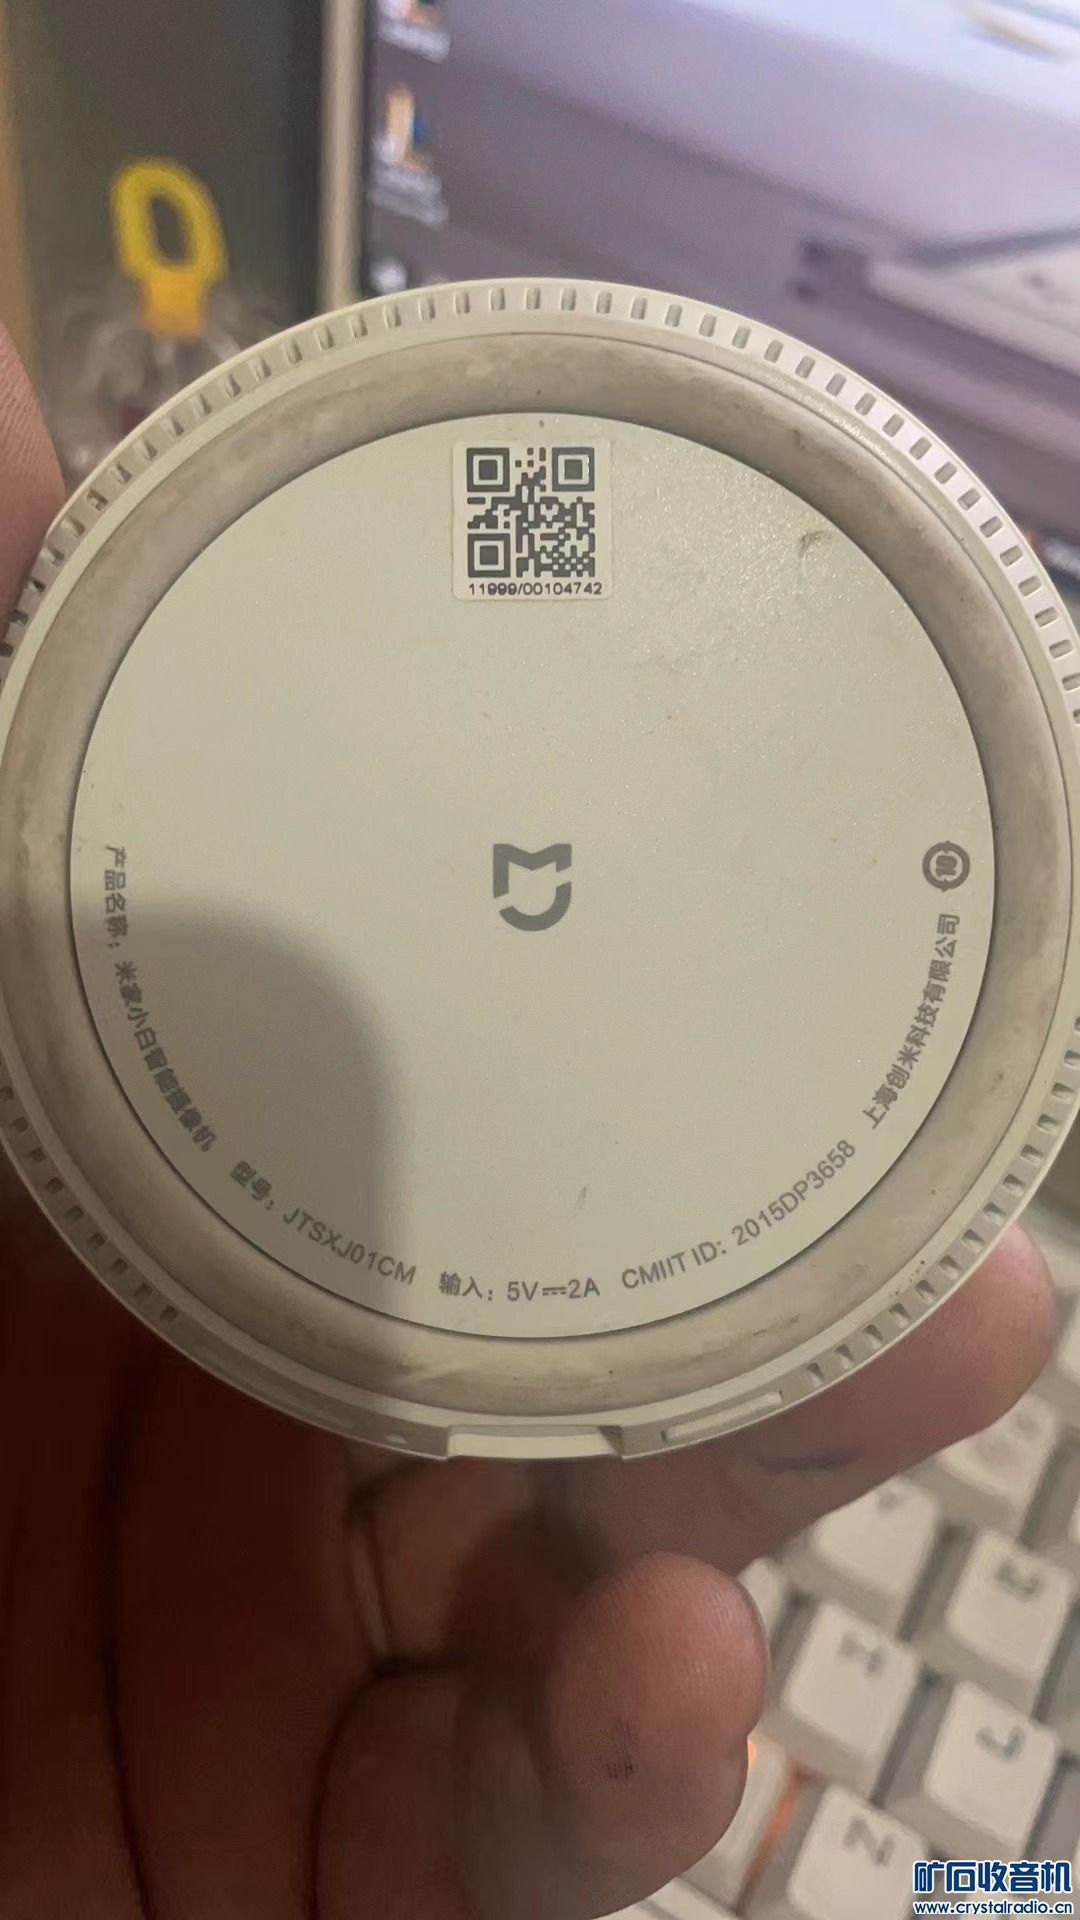 11999/00104742
10
产品名称：米家小白智能摄像机 型号：JTSXJ01CM 输入：5V⎓2A CMIIT ID: 2015DP3658 上海创米科技有限公司
矿石收音机
www.crystalradio.cn